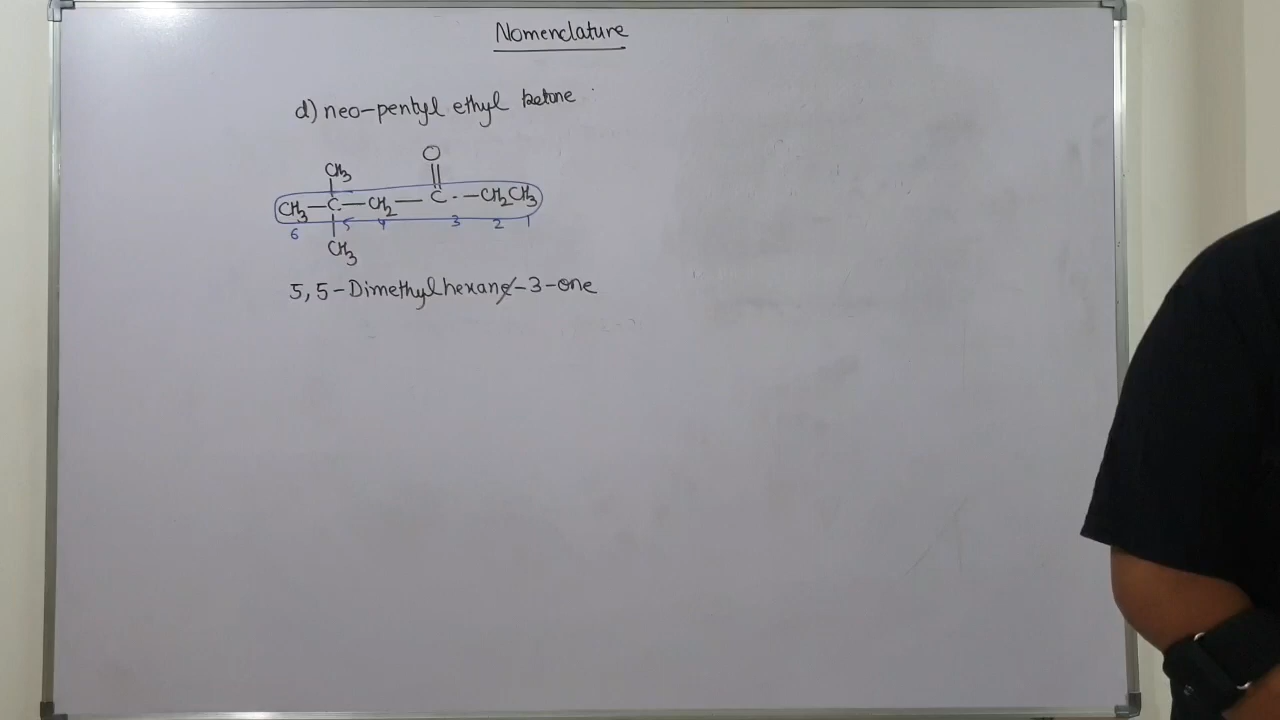 Nomenclature
d) neo-pentyl ethyl ketone
O
CH3
CH3—C—CH2—C—CH2CH3
6 5 4 3 2 1
CH3
5,5-Dimethylhexane-3-one